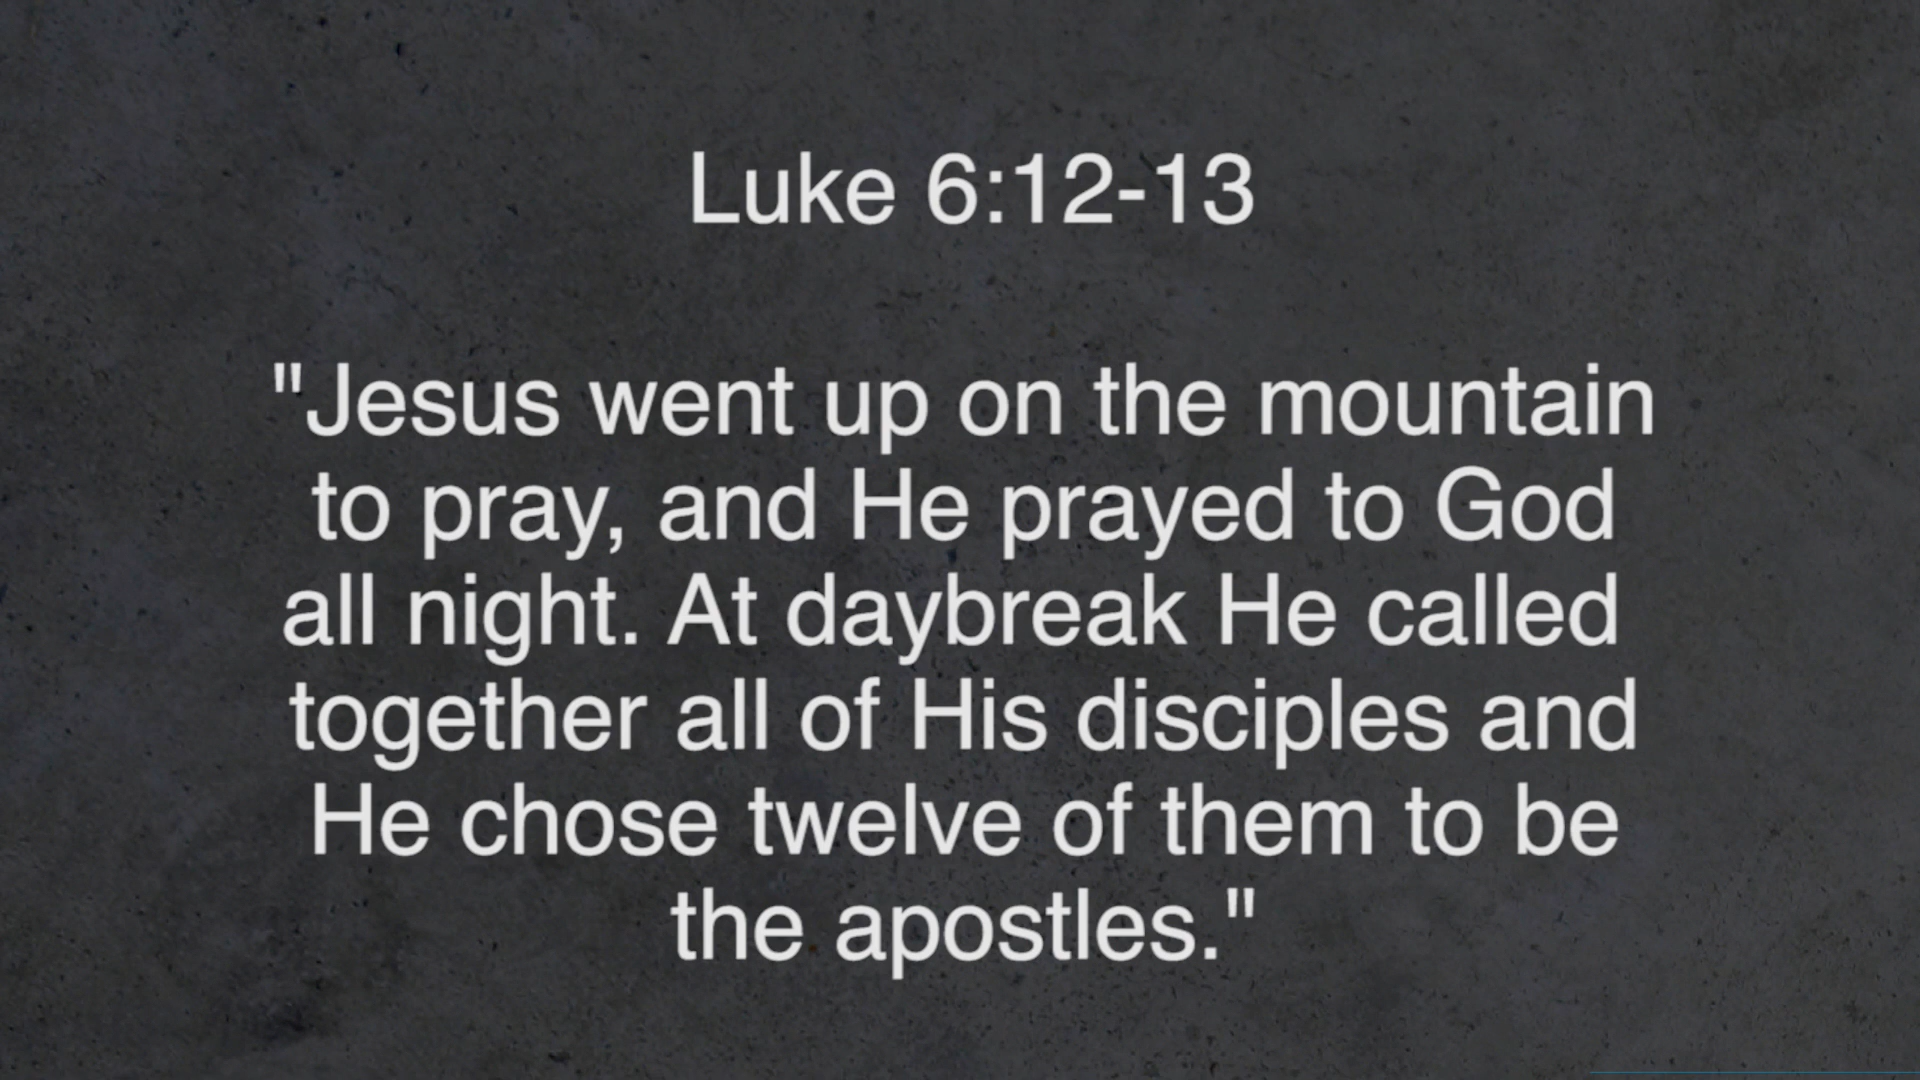 Luke 6:12-13
"Jesus went up on the mountain
to pray, and He prayed to God
all night. At daybreak He called
together all of His disciples and
He chose twelve of them to be
the apostles."